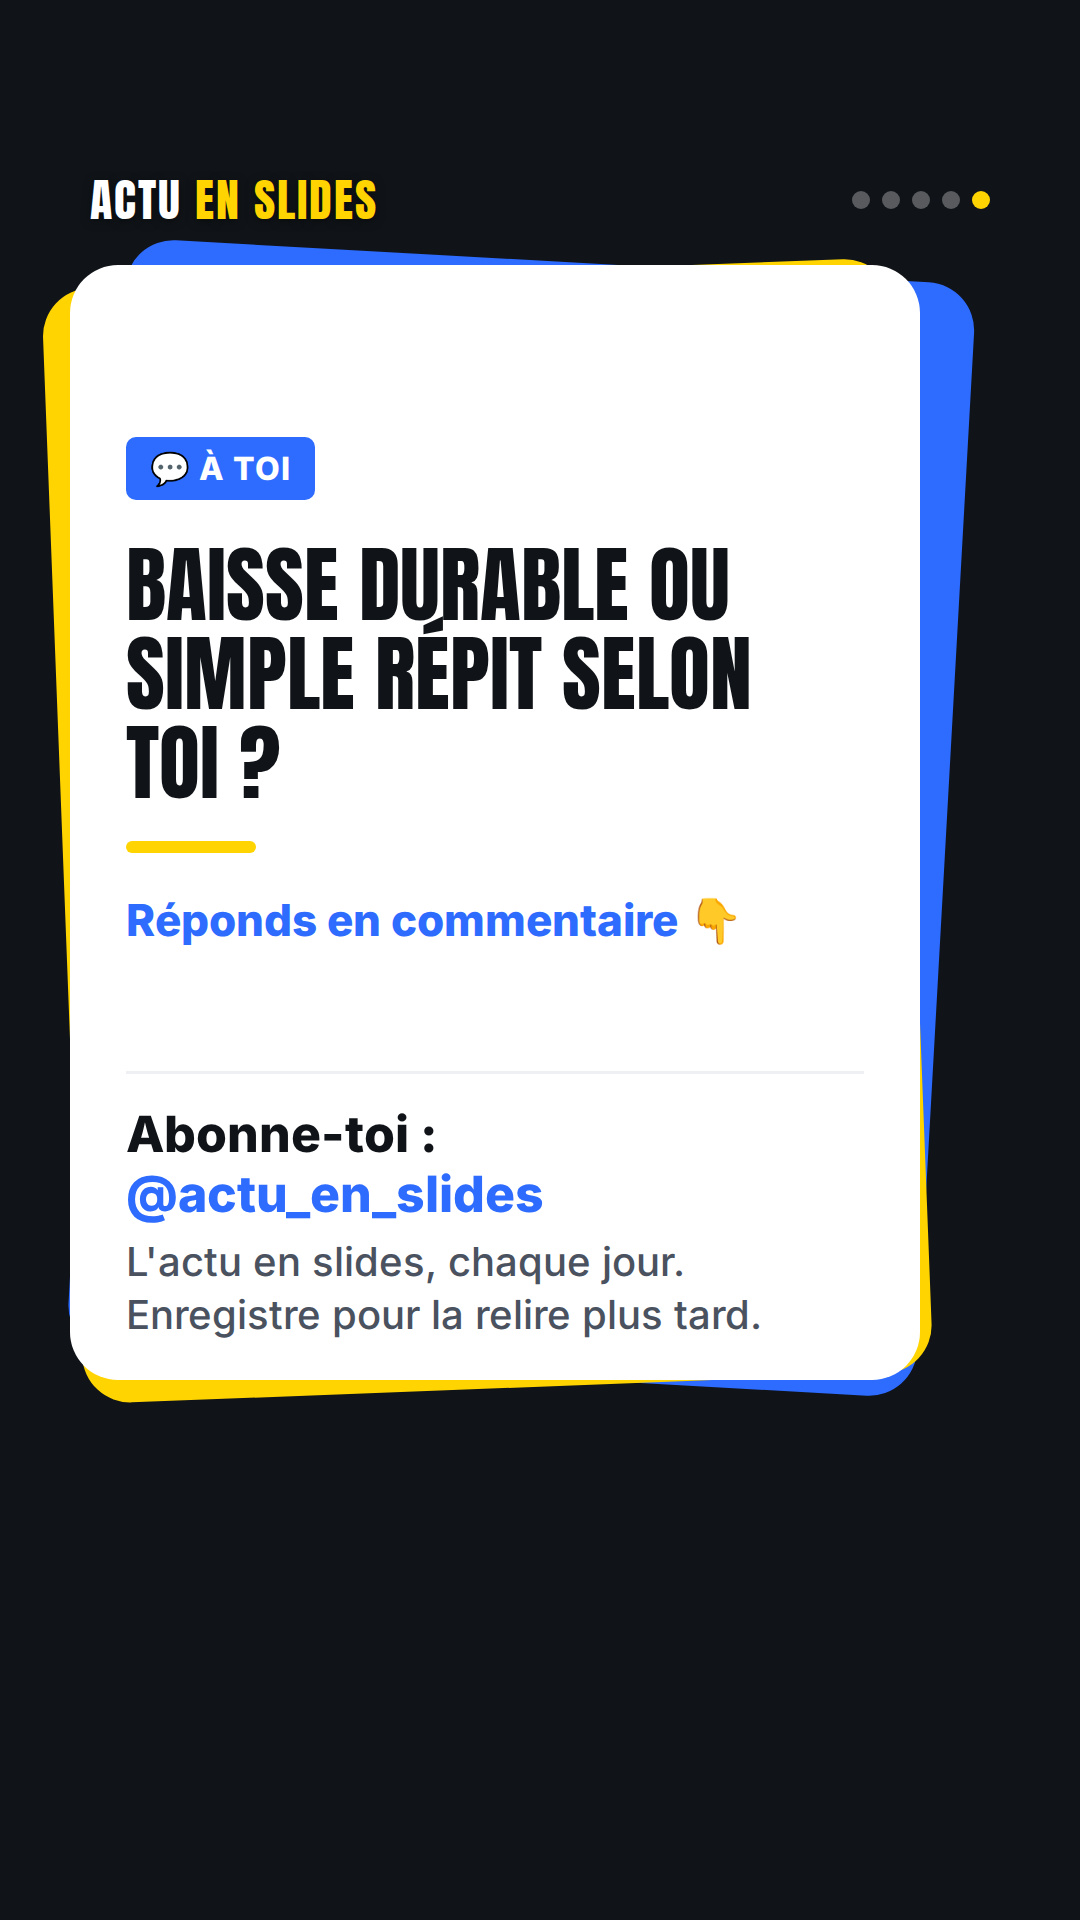 ACTU EN SLIDES
💬 À TOI
BAISSE DURABLE OU
SIMPLE RÉPIT SELON
TOI ?
Réponds en commentaire 👇
Abonne-toi :
@actu_en_slides
L'actu en slides, chaque jour.
Enregistre pour la relire plus tard.